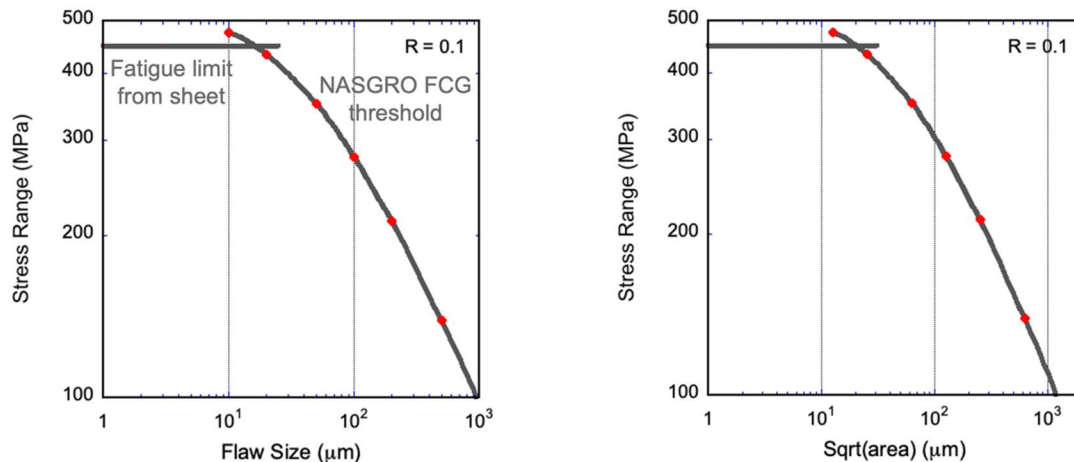 500
R = 0.1
400
Fatigue limit
from sheet
NASGRO FCG
threshold
300
200
100
Stress Range (MPa)
1
10¹
10²
10³
Flaw Size (μm)
500
R = 0.1
400
300
200
100
Stress Range (MPa)
1
10¹
10²
10³
Sqrt(area) (μm)